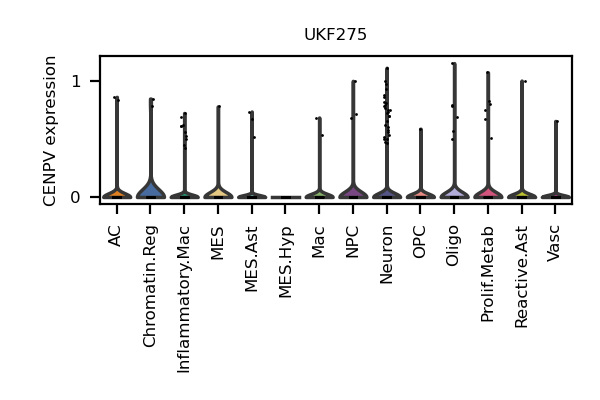 UKF275
CENPV expression
1
0
AC
Chromatin.Reg
Inflammatory.Mac
MES
MES.Ast
MES.Hyp
Mac
NPC
Neuron
OPC
Oligo
Prolif.Metab
Reactive.Ast
Vasc